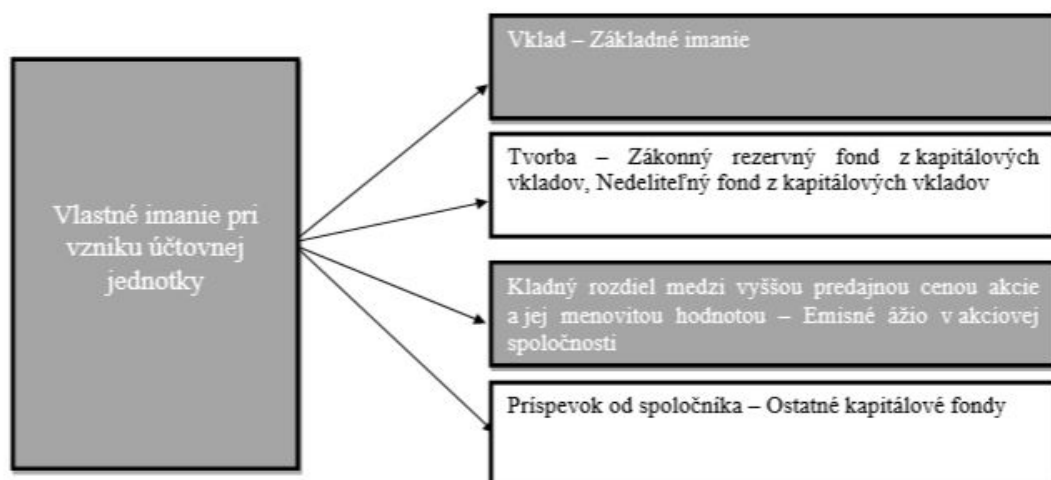 Vlastné imanie pri
vzniku účtovnej
jednotky
Vklad – Základné imanie
Tvorba – Zákonný rezervný fond z kapitálových
vkladov, Nedeliteľný fond z kapitálových vkladov
Kladný rozdiel medzi vyššou predajnou cenou akcie
a jej menovitou hodnotou – Emisné ážio v akciovej
spoločnosti
Príspevok od spoločníka – Ostatné kapitálové fondy